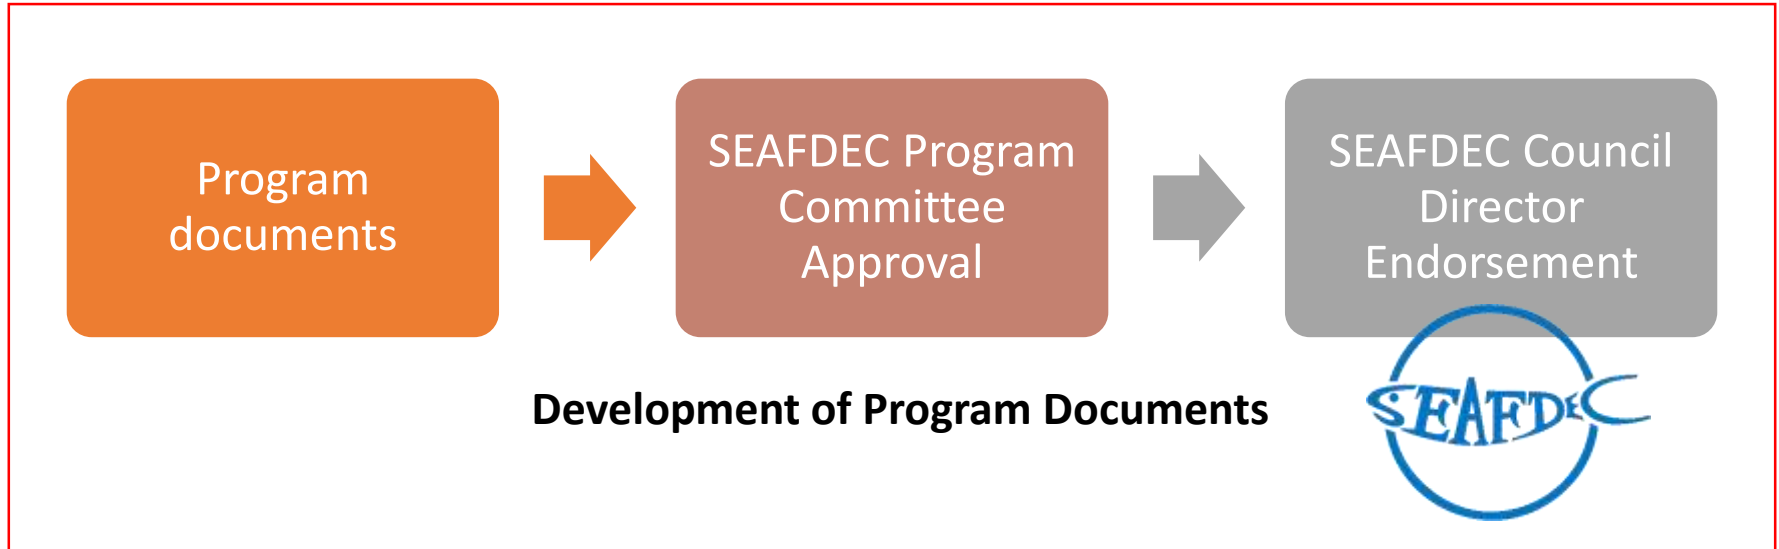 Program
documents
SEAFDEC Program
Committee
Approval
SEAFDEC Council
Director
Endorsement
Development of Program Documents
SEAFDEC